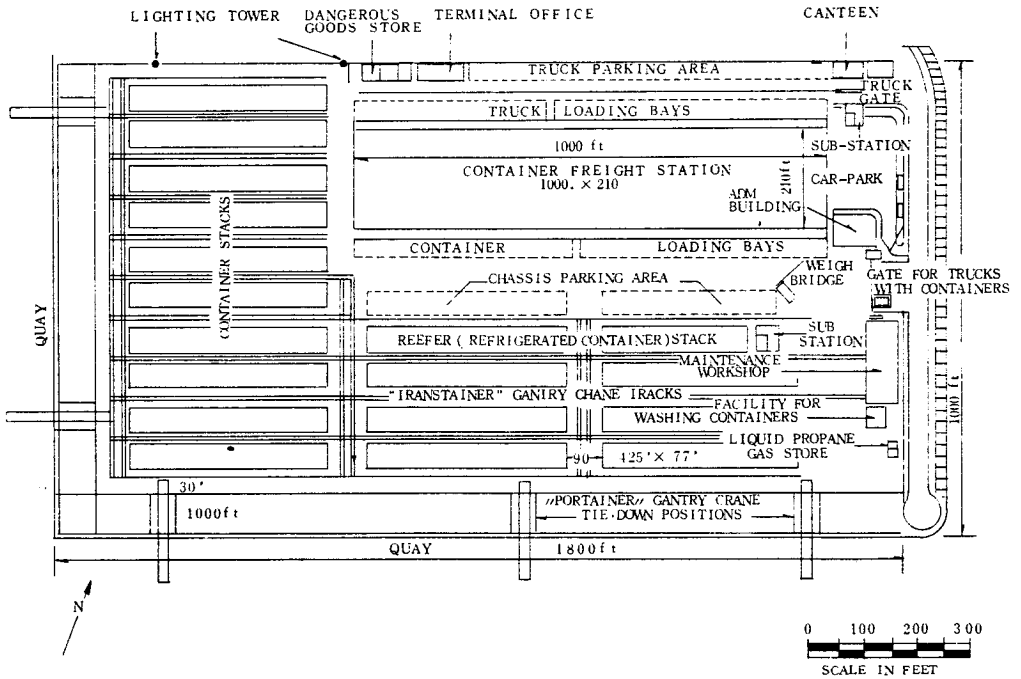 LIGHTING TOWER
DANGEROUS
GOODS STORE
TERMINAL OFFICE
CANTEEN
TRUCK PARKING AREA
TRUCK
GATE
TRUCK LOADING BAYS
SUB-STATION
1000 ft
CONTAINER FREIGHT STATION
1000. × 210
210ft
CAR-PARK
ADM
BUILDING
CONTAINER STACKS
CONTAINER LOADING BAYS
WEIGH
BRIDGE
CHASSIS PARKING AREA
GATE FOR TRUCKS
WITH CONTAINERS
QUAY
REEFER ( REFRIGERATED CONTAINER) STACK
SUB
STATION
MAINTENANCE
WORKSHOP
1000 ft
"IRANSTAINER" GANIRY CHANE IRACKS
FACILITY FOR
WASHING CONTAINERS
LIQUID PROPANE
GAS STORE
90
425'× 77'
30'
1000ft
"PORTAINER" GANTRY CRANE
TIE-DOWN POSITIONS
QUAY
1800ft
N
0 100 200 300
SCALE IN FEET